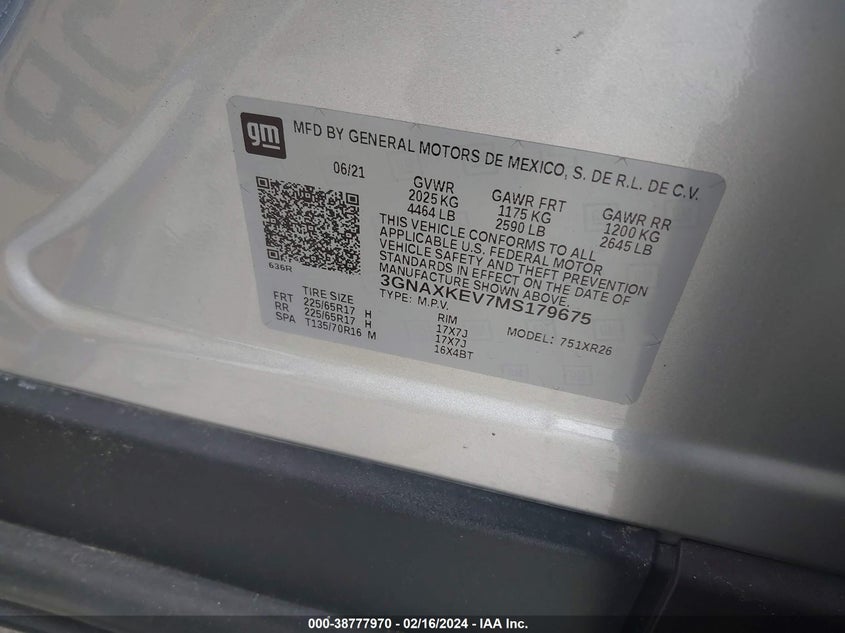 gm MFD BY GENERAL MOTORS DE MEXICO, S. DE R.L. DE C.V.
06/21
GVWR GAWR FRT GAWR RR
2025 KG 1175 KG 1200 KG
4464 LB 2590 LB 2645 LB
THIS VEHICLE CONFORMS TO ALL
APPLICABLE U.S. FEDERAL MOTOR
VEHICLE SAFETY AND THEFT PREVENTION
STANDARDS IN EFFECT ON THE DATE OF
MANUFACTURE SHOWN ABOVE.
636R
3GNAXKEV7MS179675
TYPE: M.P.V. MODEL: 751XR26
TIRE SIZE RIM
FRT 225/65R17 H 17X7J
RR 225/65R17 H 17X7J
SPA T135/70R16 M 16X4BT
000-38777970 - 02/16/2024 - IAA Inc.